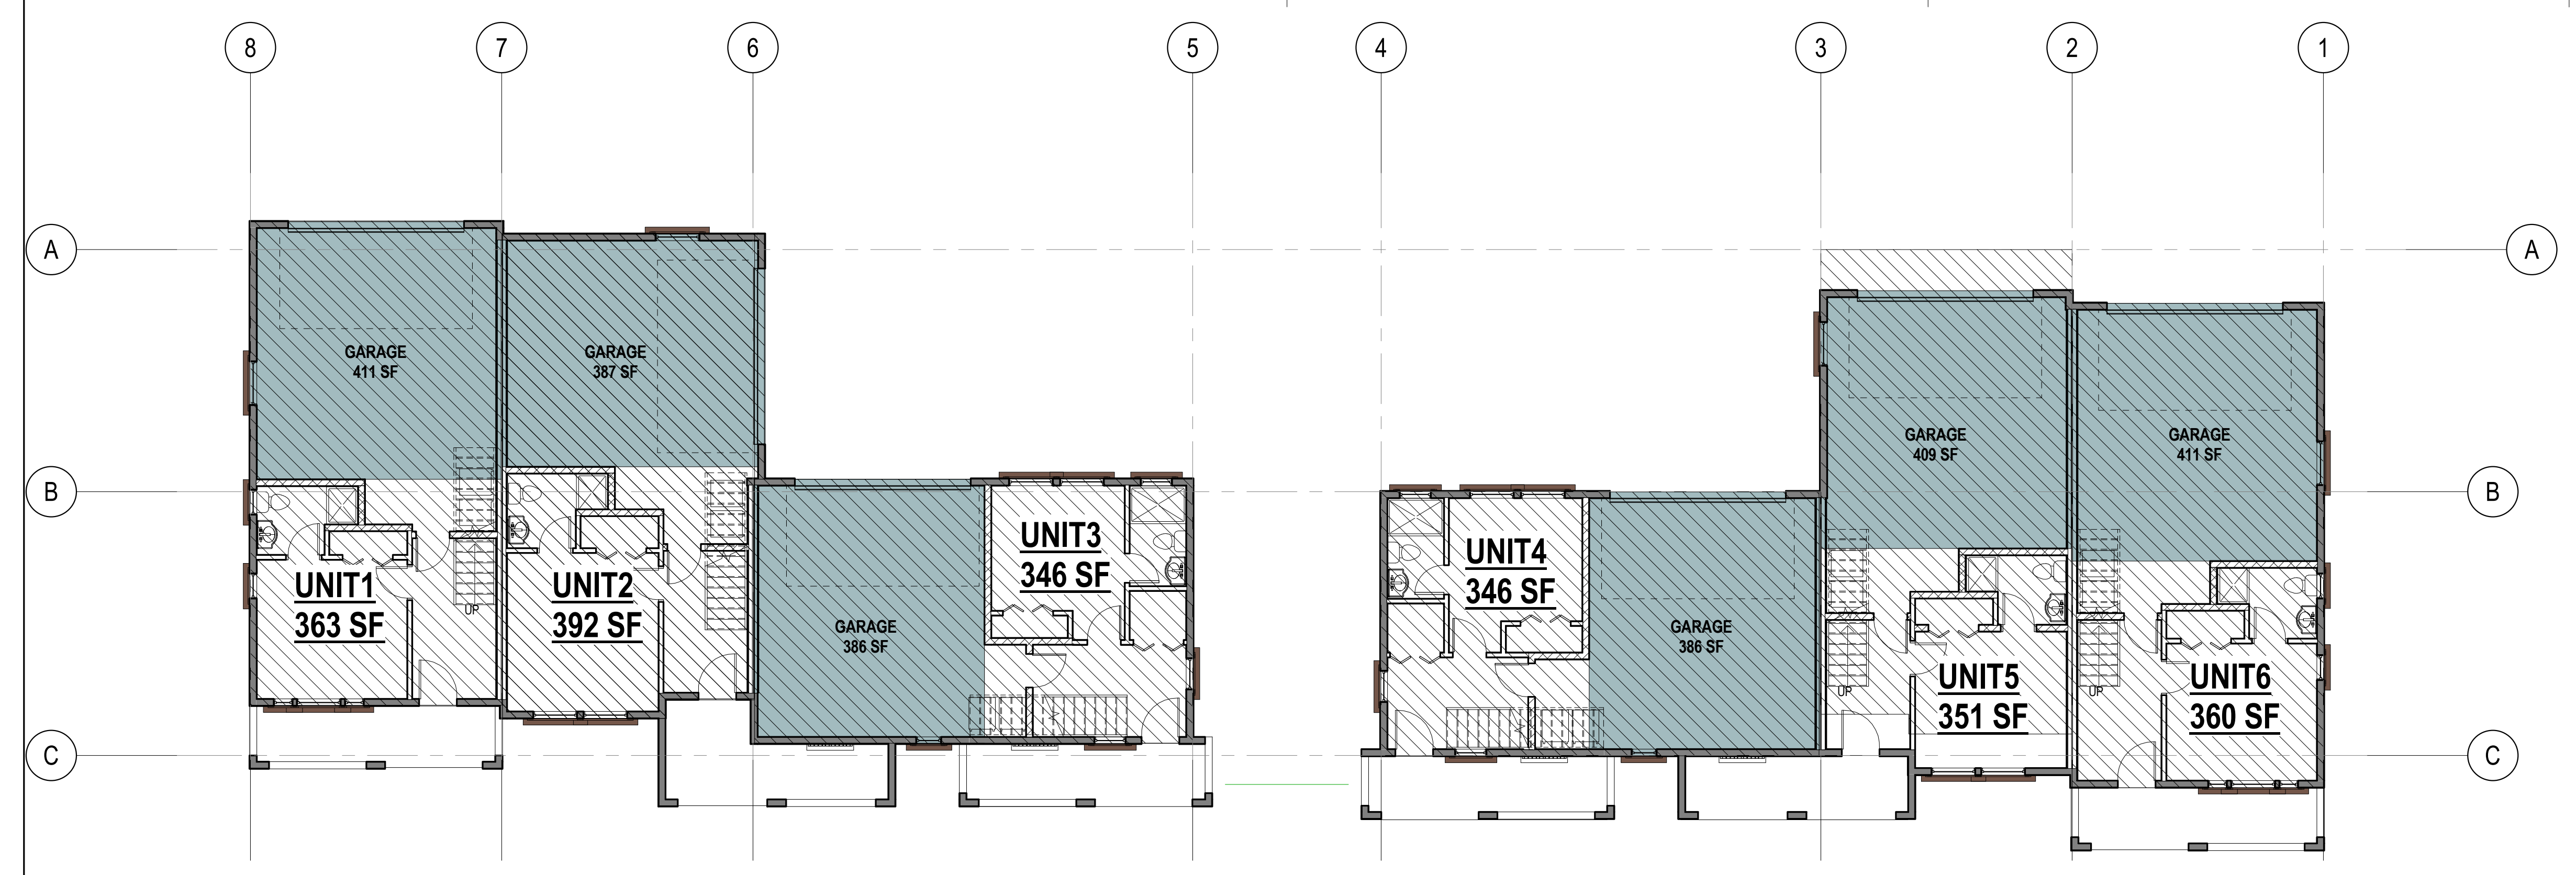 8
7
6
5
4
3
2
1
A
A
GARAGE
411 SF
GARAGE
387 SF
GARAGE
409 SF
GARAGE
411 SF
B
B
UNIT1
363 SF
UP
UNIT2
392 SF
GARAGE
386 SF
UNIT3
346 SF
UNIT4
346 SF
GARAGE
386 SF
UP
UNIT5
351 SF
UP
UNIT6
360 SF
C
C